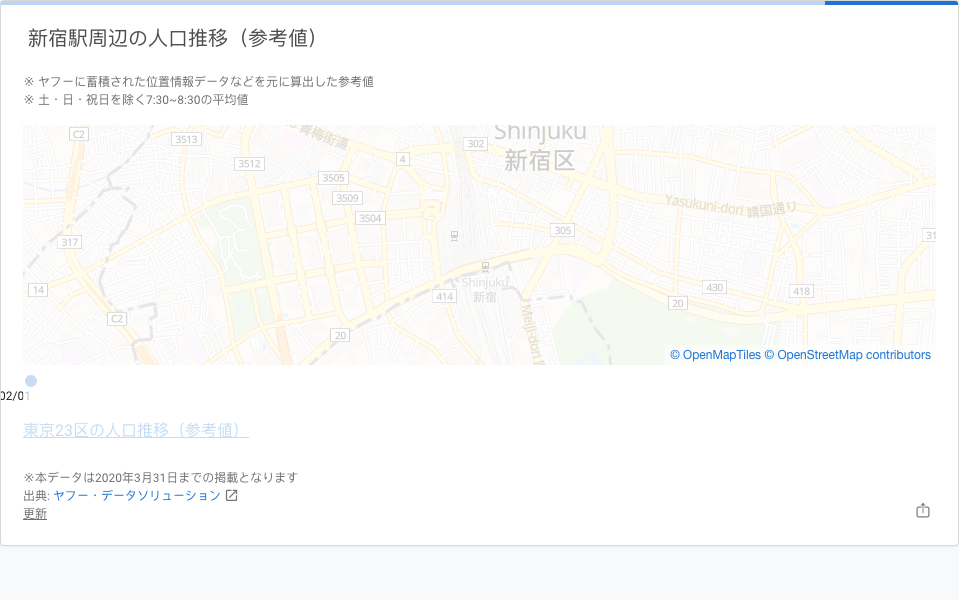 新宿駅周辺の人口推移（参考値）
※ ヤフーに蓄積された位置情報データなどを元に算出した参考値
※ 土・日・祝日を除く7:30~8:30の平均値
Shinjuku
新宿区
C2
3513
青梅街道
302
4
3512
3505
3509
3504
Yasukuni-dori 靖国通り
305
317
31
Shinjuku
新宿
14
414
430
418
20
C2
20
Meiji-dori
© OpenMapTiles © OpenStreetMap contributors
02/01
東京23区の人口推移（参考値）
※本データは2020年3月31日までの掲載となります
出典: ヤフー・データソリューション
更新